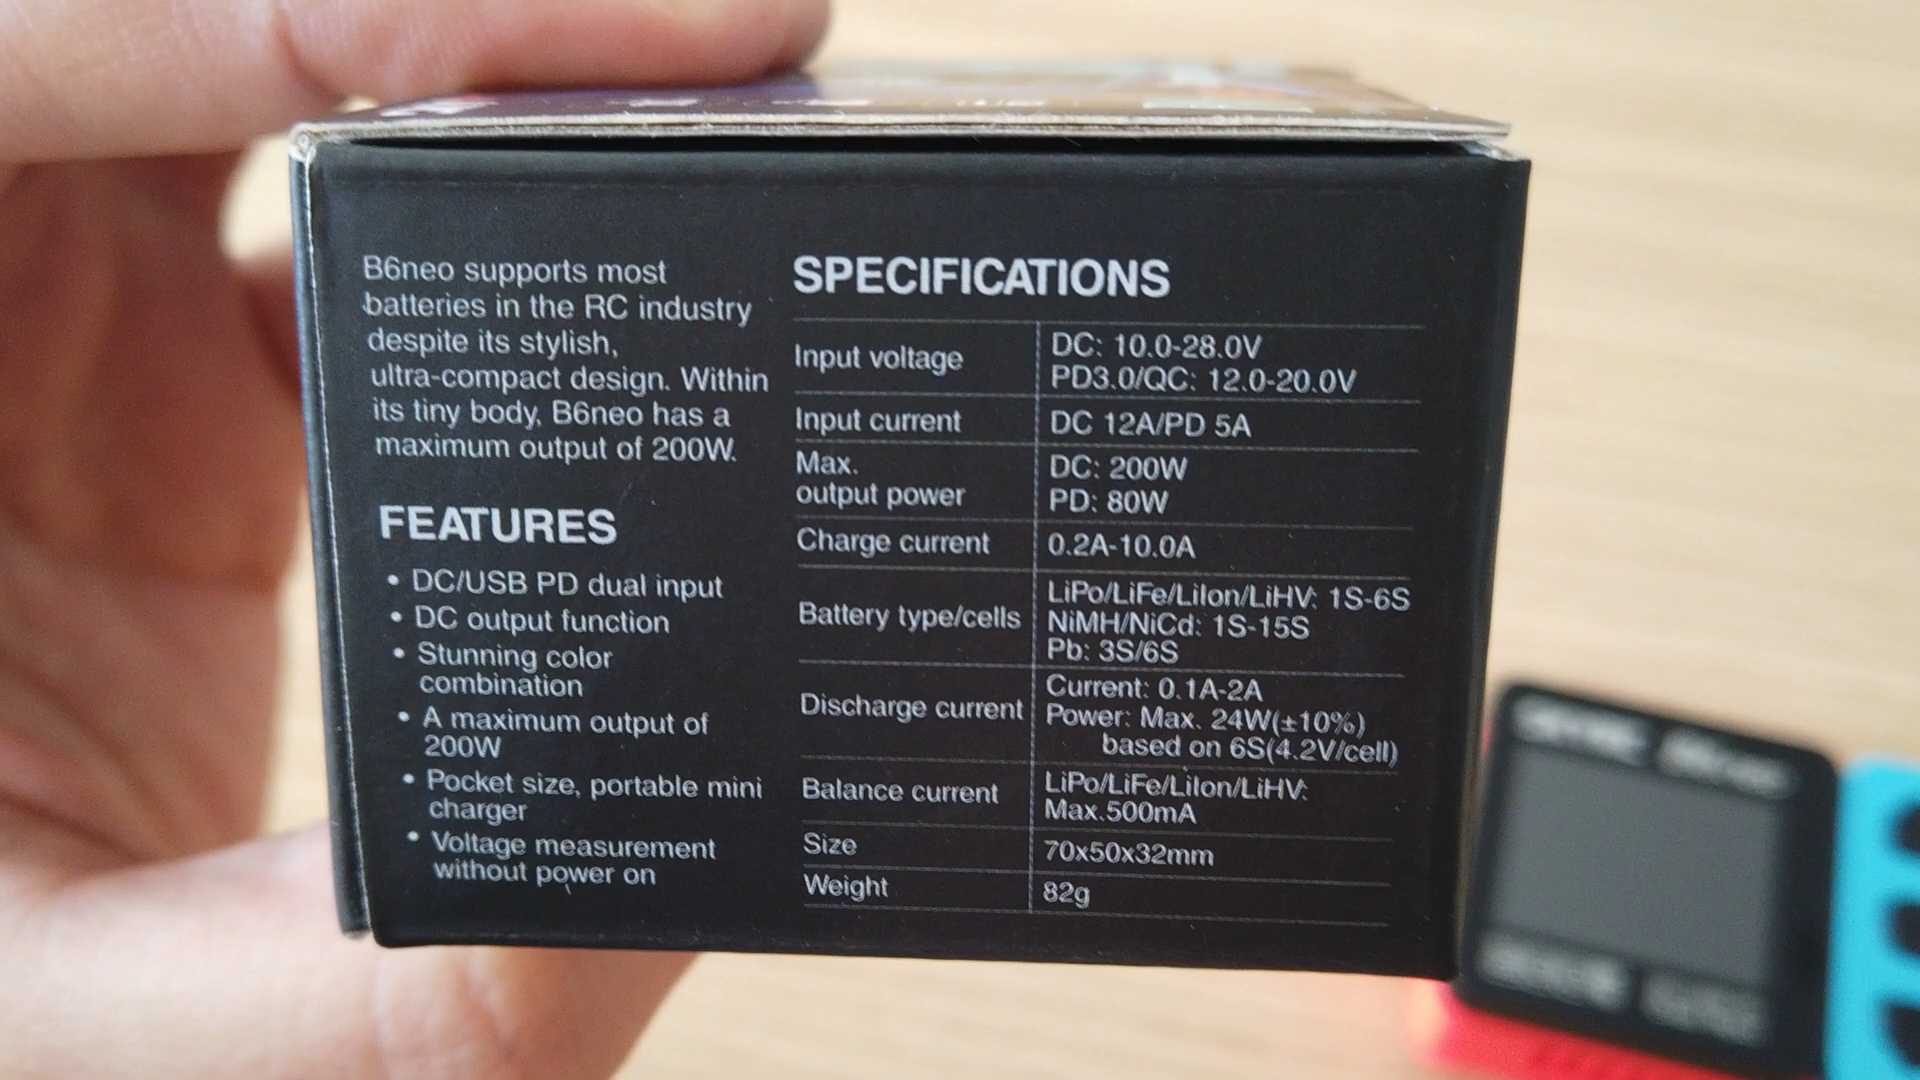 B6neo supports most
batteries in the RC industry
despite its stylish,
ultra-compact design. Within
its tiny body, B6neo has a
maximum output of 200W.
FEATURES
• DC/USB PD dual input
• DC output function
• Stunning color
combination
• A maximum output of
200W
• Pocket size, portable mini
charger
• Voltage measurement
without power on
SPECIFICATIONS
Input voltage
DC: 10.0-28.0V
PD3.0/QC: 12.0-20.0V
Input current
DC 12A/PD 5A
Max.
output power
DC: 200W
PD: 80W
Charge current
0.2A-10.0A
Battery type/cells
LiPo/LiFe/LiIon/LiHV: 1S-6S
NiMH/NiCd: 1S-15S
Pb: 3S/6S
Discharge current
Current: 0.1A-2A
Power: Max. 24W(±10%)
based on 6S(4.2V/cell)
Balance current
LiPo/LiFe/LiIon/LiHV:
Max.500mA
Size
70x50x32mm
Weight
82g